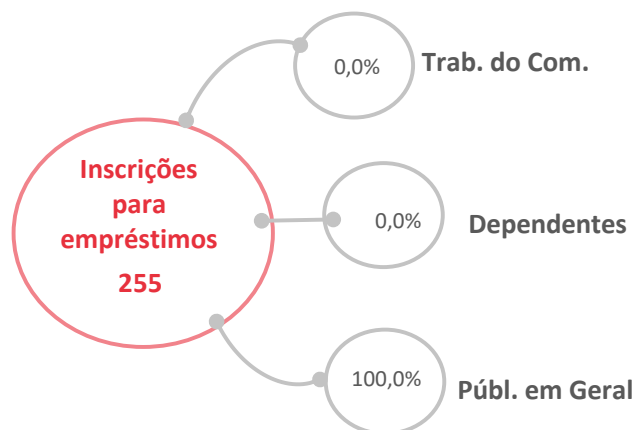 0,0%
Trab. do Com.
Inscrições
para
empréstimos
255
0,0%
Dependentes
100,0%
Públ. em Geral